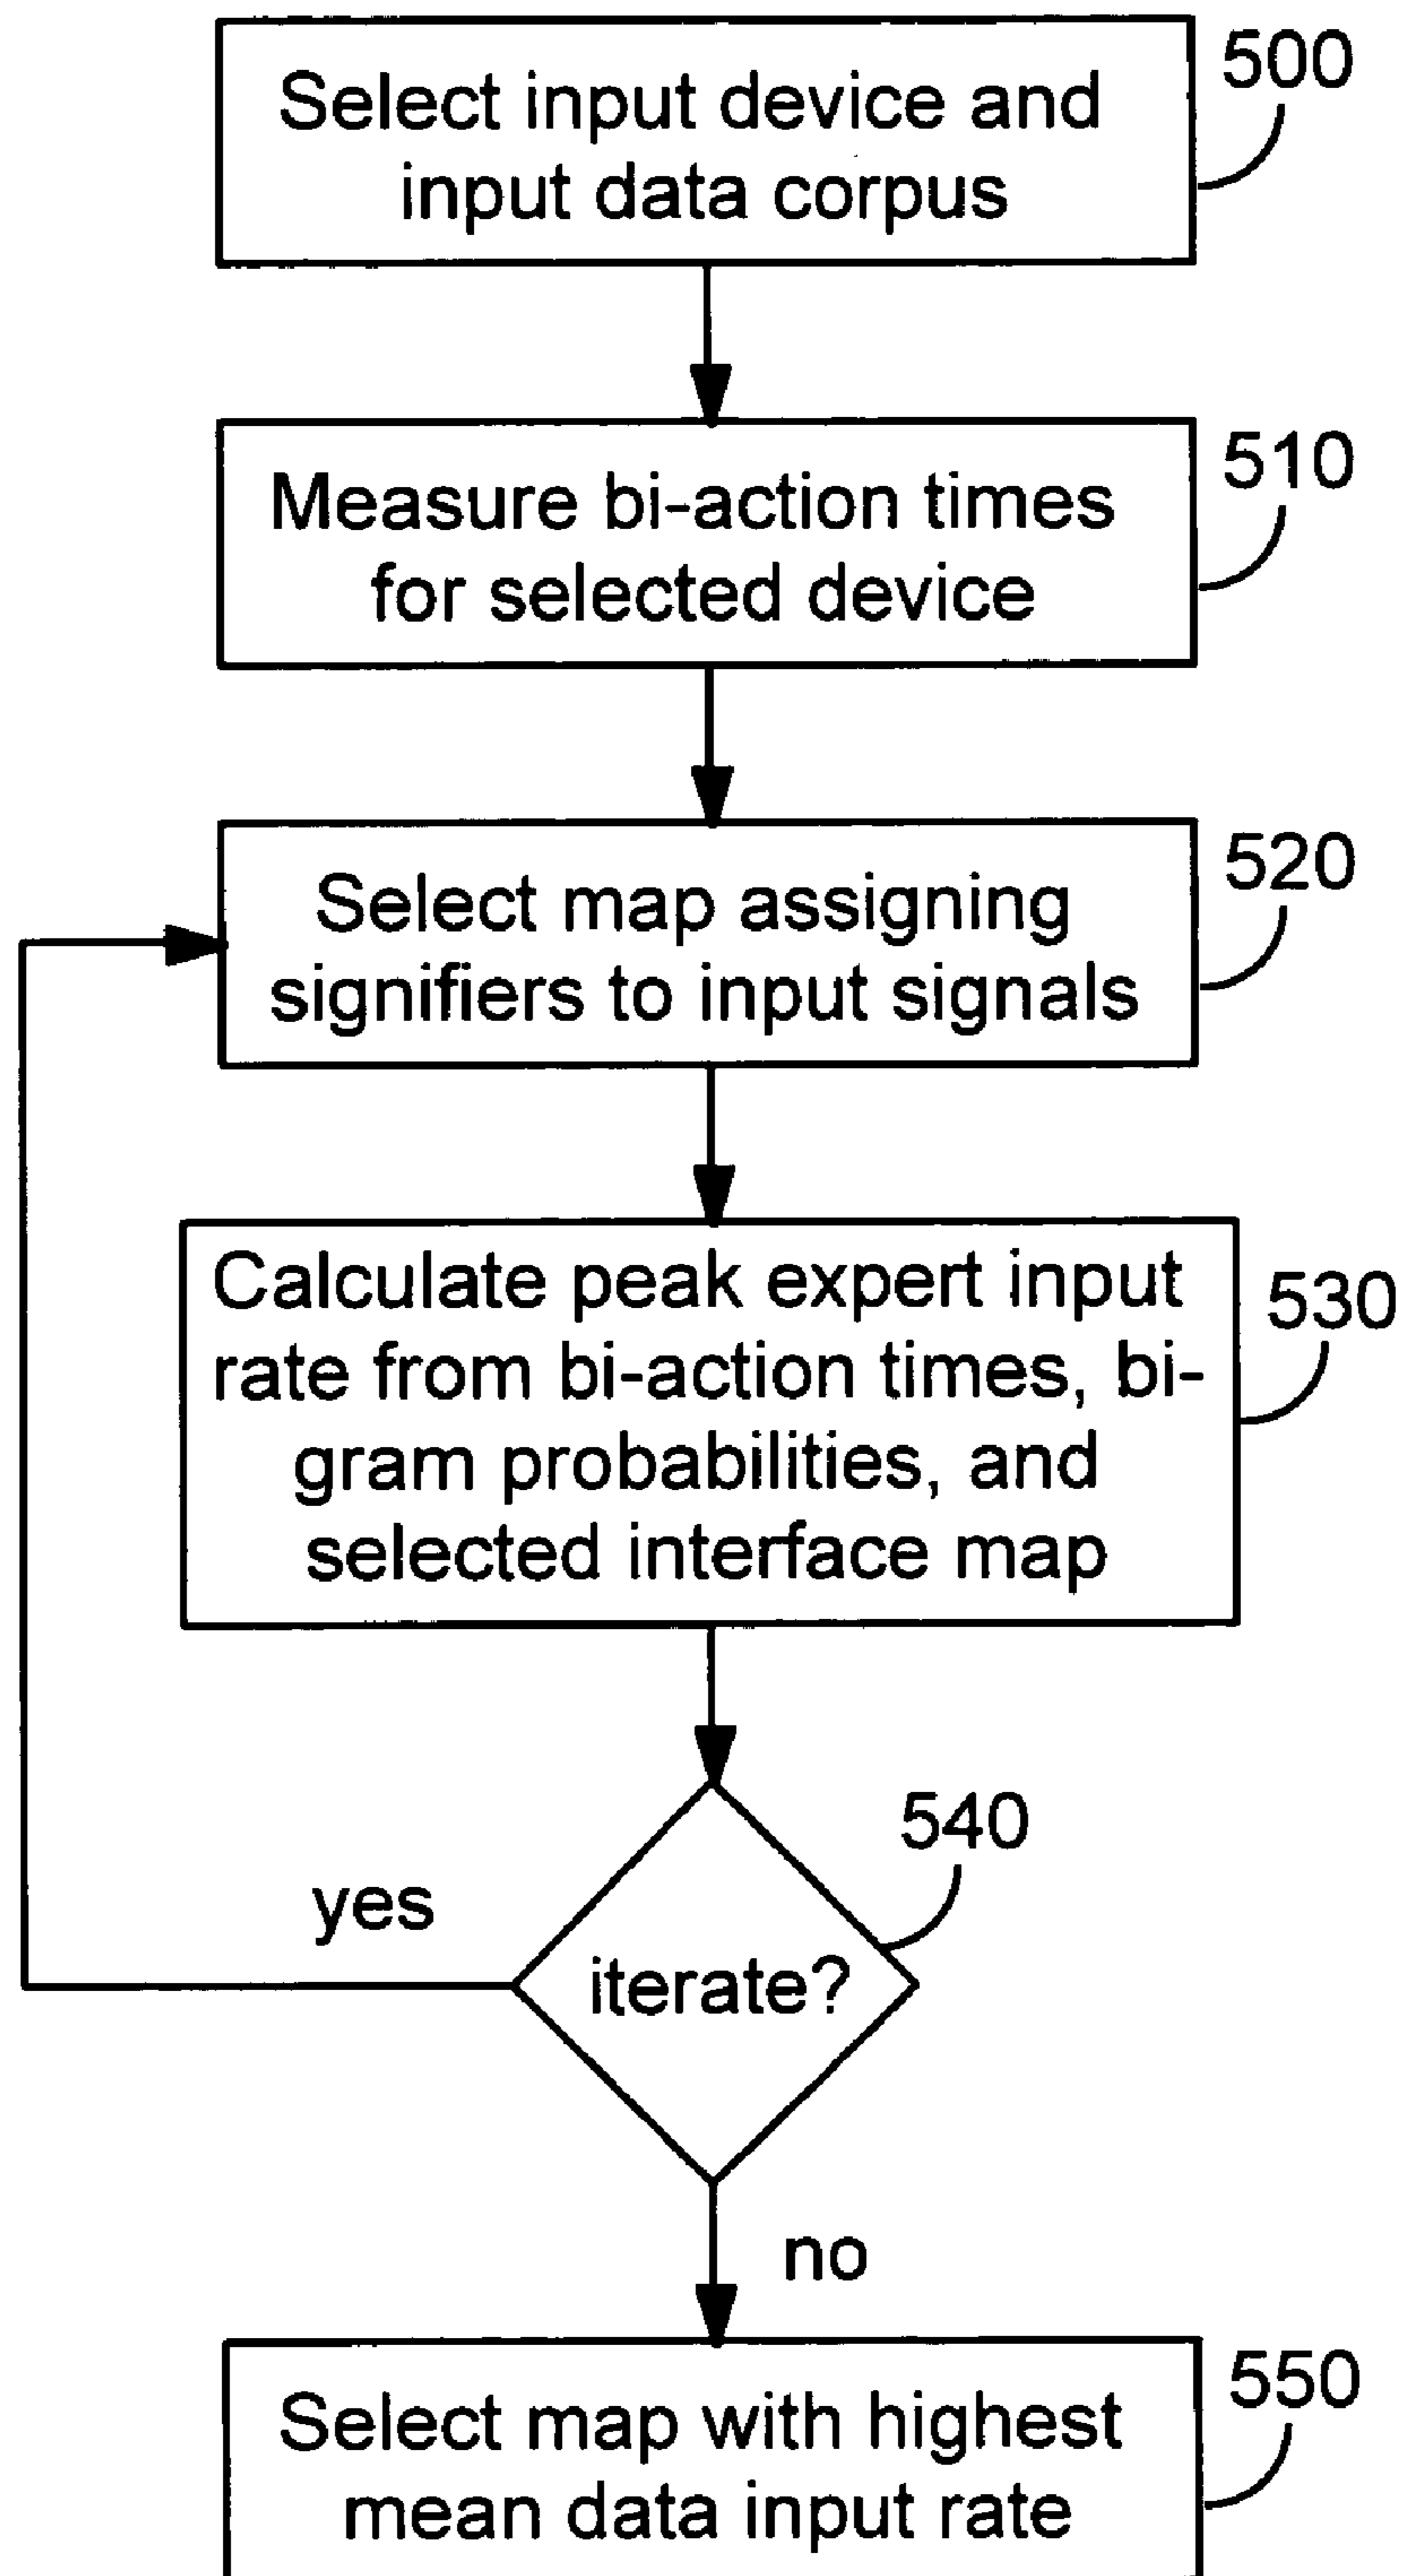 Select input device and
input data corpus
500
Measure bi-action times
for selected device
510
Select map assigning
signifiers to input signals
520
Calculate peak expert input
rate from bi-action times, bi-
gram probabilities, and
selected interface map
530
540
yes
iterate?
no
Select map with highest
mean data input rate
550